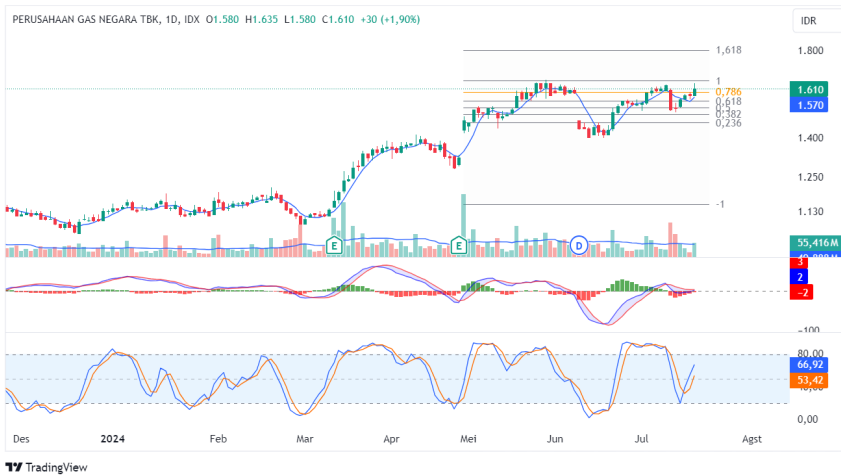 PERUSAHAAN GAS NEGARA TBK, 1D, IDX O1.580 H1.635 L1.580 C1.610 +30 (+1,90%)
IDR
1,618
1.800
1
0,786
1.610
0,618
1.570
0,5
0,382
0,236
1.400
1.250
-1
1.130
E
E
D
55,416M
3
2
-2
-100
80,00
66,92
53,42
0,00
Des 2024 Feb Mar Apr Mei Jun Jul Agst
TradingView